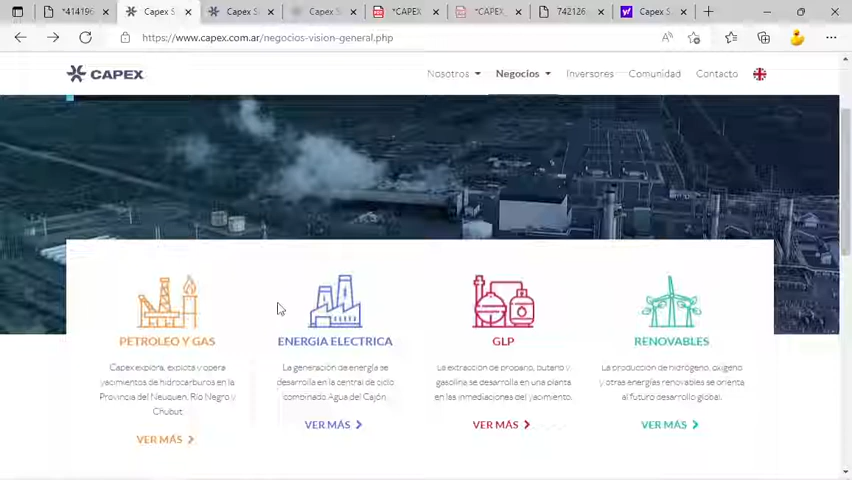 *414196
Capex S
Capex S
Capex S
*CAPEX
*CAPEX
742126
Capex S
https://www.capex.com.ar/negocios-vision-general.php
CAPEX
Nosotros
Negocios
Inversores
Comunidad
Contacto
PETROLEO Y GAS
Capex explora, explota y opera
yacimientos de hidrocarburos en la
Provincia del Neuquen, Río Negro y
Chubut.
VER MÁS
ENERGIA ELECTRICA
La generación de energía se
desarrolla en la central de ciclo
combinado Agua del Cajón.
VER MÁS
GLP
La extracción de propano, butano y
gasolina se desarrolla en una planta
en las inmediaciones del yacimiento.
VER MÁS
RENOVABLES
La producción de hidrógeno, oxígeno
y otras energías renovables se orienta
al futuro desarrollo global.
VER MÁS